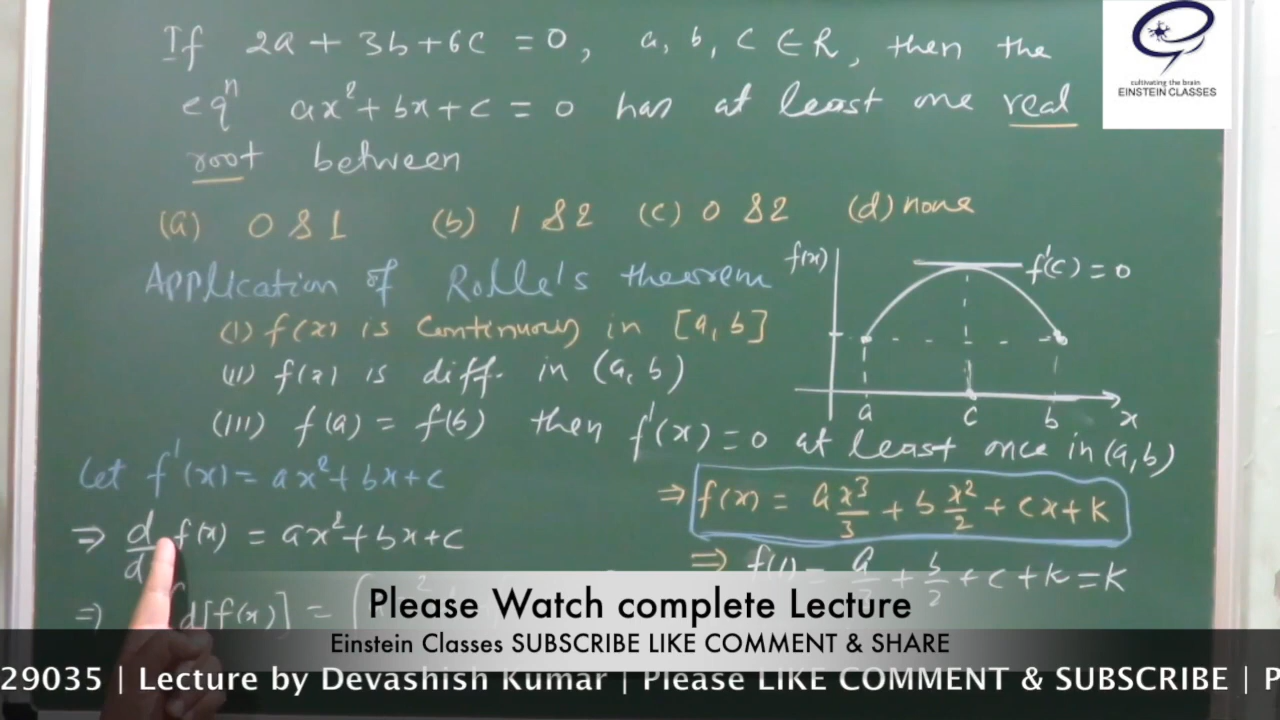 If 2a + 3b + 6c = 0, a, b, c ∈ R, then the
eqⁿ ax² + bx + c = 0 has at least one real
root between
(a) 0 & 1 (b) 1 & 2 (c) 0 & 2 (d) none
cultivating the brain
EINSTEIN CLASSES
Application of Rolle's theorem
(i) f(x) is continuous in [a, b]
(ii) f(x) is diff. in (a, b)
(iii) f(a) = f(b) then f'(x) = 0 at least once in (a, b)
f(x)
f'(c) = 0
a c b x
Let f'(x) = ax² + bx + c
⇒ f(x) = a x³/3 + b x²/2 + cx + k
⇒ d/d f(x) = ax² + bx + c
⇒ f(1) = a + b/2 + c + k = k
⇒ d[f(x)] =
Please Watch complete Lecture
Einstein Classes SUBSCRIBE LIKE COMMENT & SHARE
29035 | Lecture by Devashish Kumar | Please LIKE COMMENT & SUBSCRIBE | P